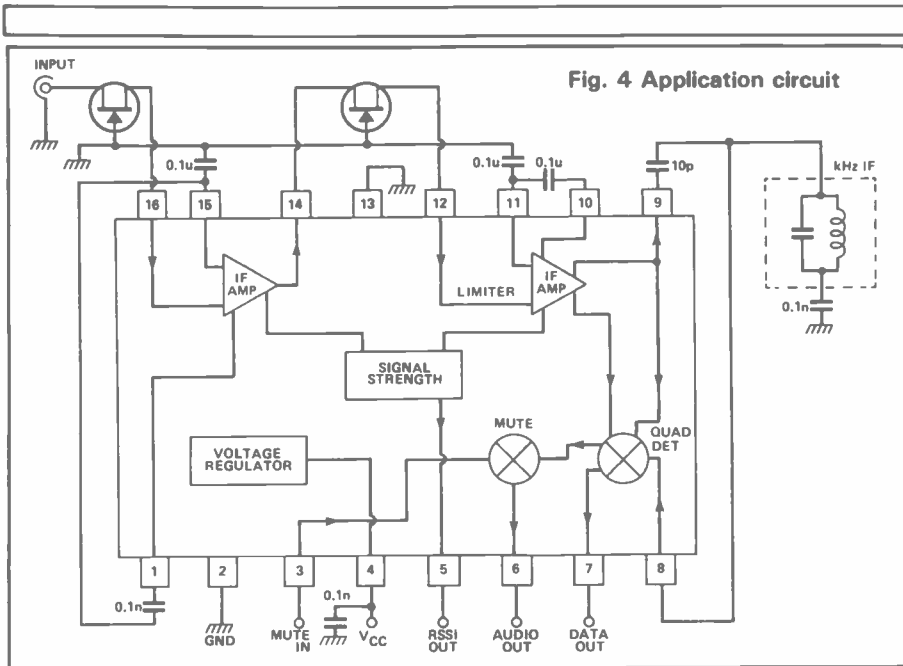 Fig. 4 Application circuit
INPUT
0.1u
0.1u
0.1u
10p
kHz IF
16
15
14
13
12
11
10
9
IF
AMP
LIMITER
IF
AMP
0.1n
SIGNAL
STRENGTH
MUTE
QUAD
DET
VOLTAGE
REGULATOR
1
2
3
4
5
6
7
8
0.1n
GND
MUTE
IN
0.1n
VCC
RSSI
OUT
AUDIO
OUT
DATA
OUT